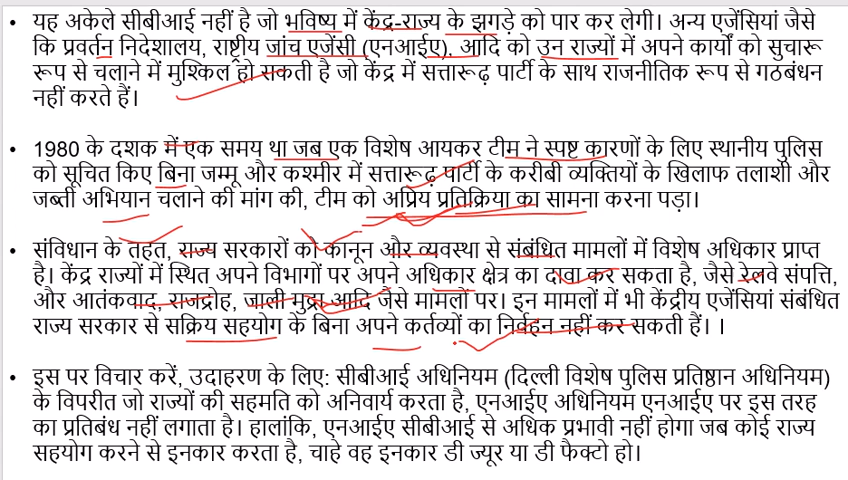 • यह अकेले सीबीआई नहीं है जो भविष्य में केंद्र-राज्य के झगड़े को पार कर लेगी। अन्य एजेंसियां जैसे
कि प्रवर्तन निदेशालय, राष्ट्रीय जांच एजेंसी (एनआईए), आदि को उन राज्यों में अपने कार्यों को सुचारू
रूप से चलाने में मुश्किल हो सकती है जो केंद्र में सत्तारूढ़ पार्टी के साथ राजनीतिक रूप से गठबंधन
नहीं करते हैं।
• 1980 के दशक में एक समय था जब एक विशेष आयकर टीम ने स्पष्ट कारणों के लिए स्थानीय पुलिस
को सूचित किए बिना जम्मू और कश्मीर में सत्तारूढ़ पार्टी के करीबी व्यक्तियों के खिलाफ तलाशी और
जब्ती अभियान चलाने की मांग की, टीम को अप्रिय प्रतिक्रिया का सामना करना पड़ा।
• संविधान के तहत, राज्य सरकारों को कानून और व्यवस्था से संबंधित मामलों में विशेष अधिकार प्राप्त
है। केंद्र राज्यों में स्थित अपने विभागों पर अपने अधिकार क्षेत्र का दावा कर सकता है, जैसे रेलवे संपत्ति,
और आतंकवाद, राजद्रोह, जाली मुद्रा आदि जैसे मामलों पर। इन मामलों में भी केंद्रीय एजेंसियां संबंधित
राज्य सरकार से सक्रिय सहयोग के बिना अपने कर्तव्यों का निर्वहन नहीं कर सकती हैं। ।
• इस पर विचार करें, उदाहरण के लिए: सीबीआई अधिनियम (दिल्ली विशेष पुलिस प्रतिष्ठान अधिनियम)
के विपरीत जो राज्यों की सहमति को अनिवार्य करता है, एनआईए अधिनियम एनआईए पर इस तरह
का प्रतिबंध नहीं लगाता है। हालांकि, एनआईए सीबीआई से अधिक प्रभावी नहीं होगा जब कोई राज्य
सहयोग करने से इनकार करता है, चाहे वह इनकार डी ज्यूर या डी फैक्टो हो।